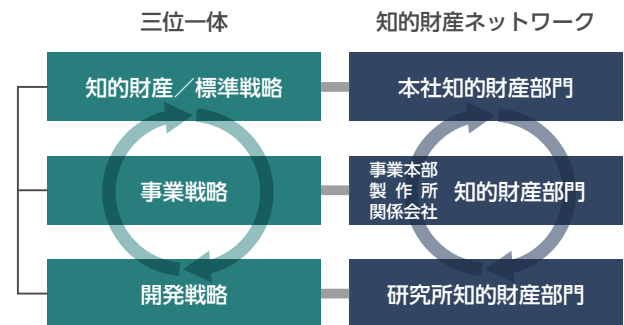 三位一体
知的財産ネットワーク
知的財産／標準戦略
本社知的財産部門
事業戦略
事業本部
製作所
関係会社
知的財産部門
開発戦略
研究所知的財産部門